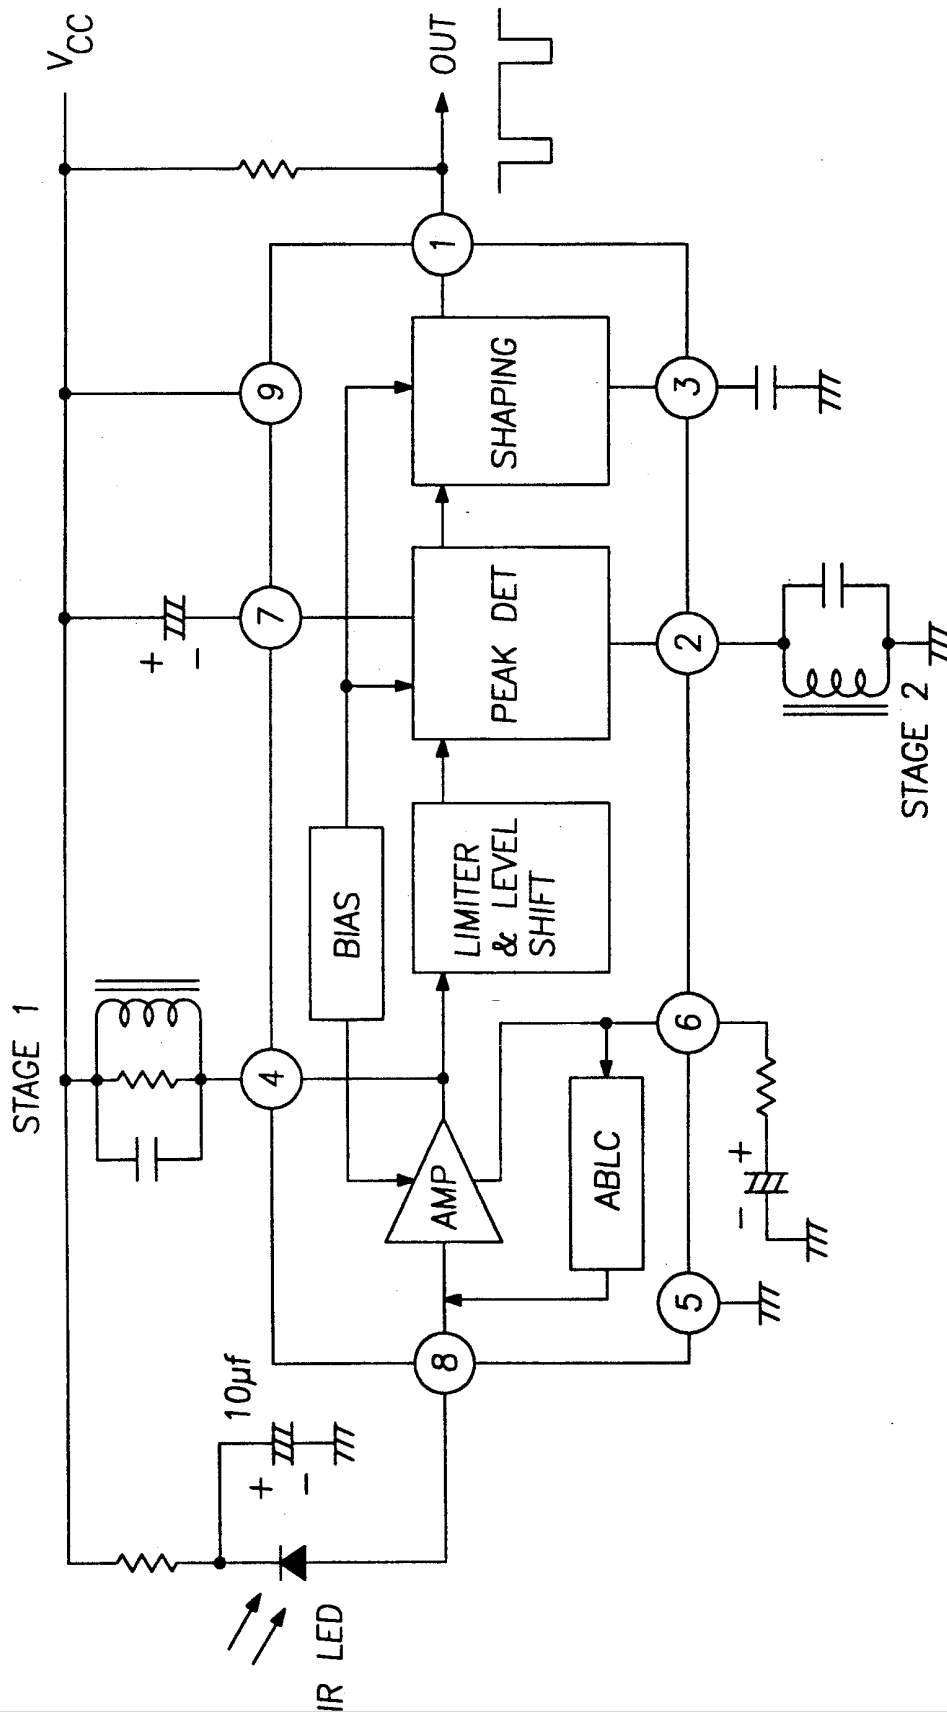 STAGE 1
V_CC
+
−
4
7
9
BIAS
OUT
10µf
+
−
IR LED
8
AMP
LIMITER
& LEVEL
SHIFT
PEAK DET
SHAPING
1
ABLC
5
6
2
3
−
+
STAGE 2